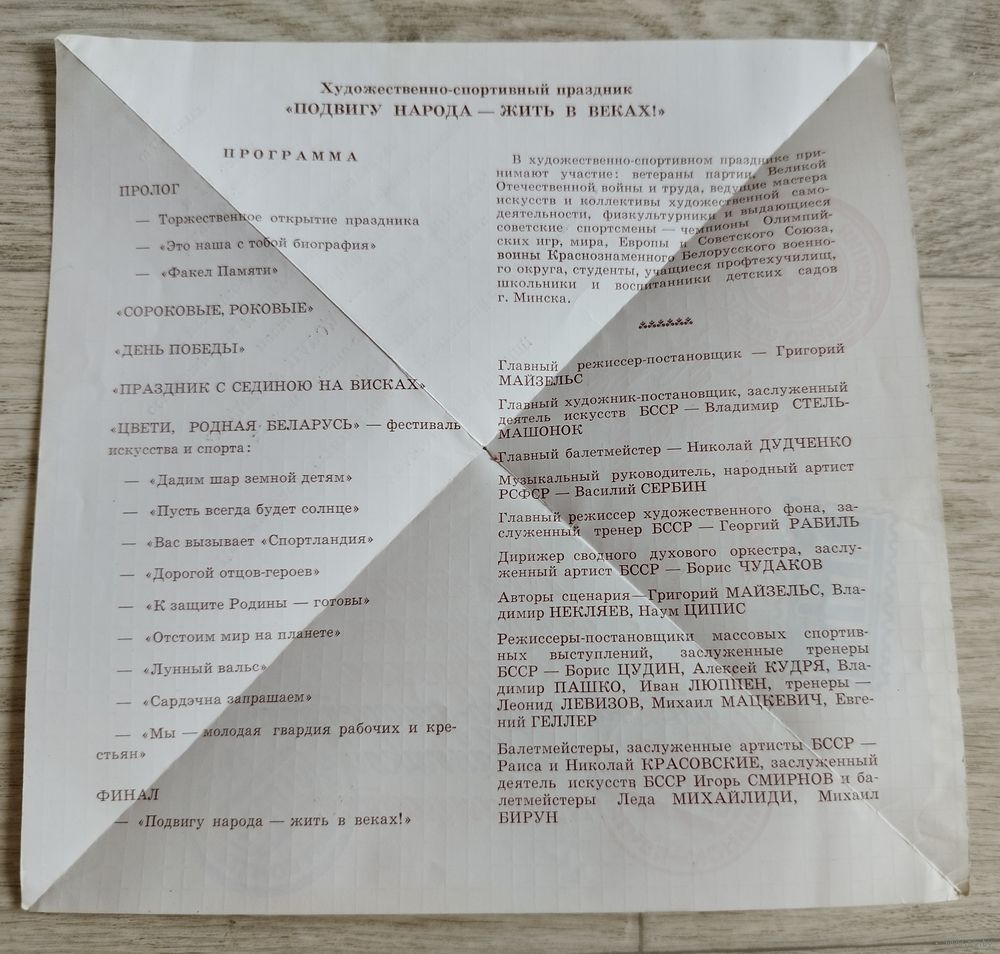 Художественно-спортивный праздник
«ПОДВИГУ НАРОДА — ЖИТЬ В ВЕКАХ!»
ПРОГРАММА
ПРОЛОГ
— Торжественное открытие праздника
— «Это наша с тобой биография»
— «Факел Памяти»
«СОРОКОВЫЕ, РОКОВЫЕ»
«ДЕНЬ ПОБЕДЫ»
«ПРАЗДНИК С СЕДИНОЮ НА ВИСКАХ»
«ЦВЕТИ, РОДНАЯ БЕЛАРУСЬ» — фестиваль
искусства и спорта:
— «Дадим шар земной детям»
— «Пусть всегда будет солнце»
— «Вас вызывает «Спортландия»
— «Дорогой отцов-героев»
— «К защите Родины — готовы»
— «Отстоим мир на планете»
— «Лунный вальс»
— «Сардэчна запрашаем»
— «Мы — молодая гвардия рабочих и кре-
стьян»
ФИНАЛ
— «Подвигу народа — жить в веках!»
В художественно-спортивном празднике при-
нимают участие: ветераны партии, Великой
Отечественной войны и труда, ведущие мастера
искусств и коллективы художественной само-
деятельности, физкультурники и выдающиеся
советские спортсмены — чемпионы Олимпий-
ских игр, мира, Европы и Советского Союза,
воины Краснознаменного Белорусского военно-
го округа, студенты, учащиеся профтехучилищ,
школьники и воспитанники детских садов
г. Минска.
Главный режиссер-постановщик — Григорий
МАЙЗЕЛЬС
Главный художник-постановщик, заслуженный
деятель искусств БССР — Владимир СТЕЛЬ-
МАШОНОК
Главный балетмейстер — Николай ДУДЧЕНКО
Музыкальный руководитель, народный артист
РСФСР — Василий СЕРБИН
Главный режиссер художественного фона, за-
служенный тренер БССР — Георгий РАБИЛЬ
Дирижер сводного духового оркестра, заслу-
женный артист БССР — Борис ЧУДАКОВ
Авторы сценария — Григорий МАЙЗЕЛЬС, Вла-
димир НЕКЛЯЕВ, Наум ЦИПИС
Режиссеры-постановщики массовых спортив-
ных выступлений, заслуженные тренеры
БССР — Борис ЦУДИН, Алексей КУДРЯ, Вла-
димир ПАШКО, Иван ЛЮППЕН, тренеры —
Леонид ЛЕВИЗОВ, Михаил МАЦКЕВИЧ, Евге-
ний ГЕЛЛЕР
Балетмейстеры, заслуженные артисты БССР —
Раиса и Николай КРАСОВСКИЕ, заслуженный
деятель искусств БССР Игорь СМИРНОВ и ба-
летмейстеры Леда МИХАЙЛИДИ, Михаил
БИРУН